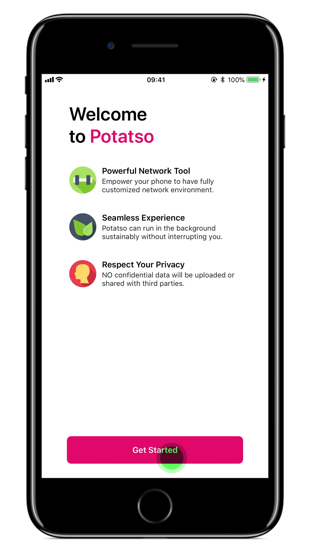 09:41
100%
Welcome
to Potatso
Powerful Network Tool
Empower your phone to have fully
customized network environment.
Seamless Experience
Potatso can run in the background
sustainably without interrupting you.
Respect Your Privacy
NO confidential data will be uploaded or
shared with third parties.
Get Started